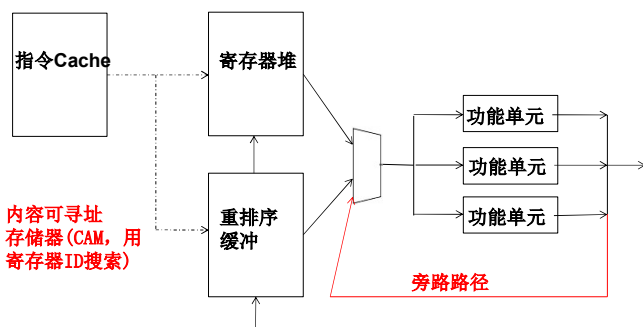 指令Cache
寄存器堆
功能单元
功能单元
功能单元
内容可寻址
存储器(CAM，用
寄存器ID搜索)
重排序
缓冲
旁路路径